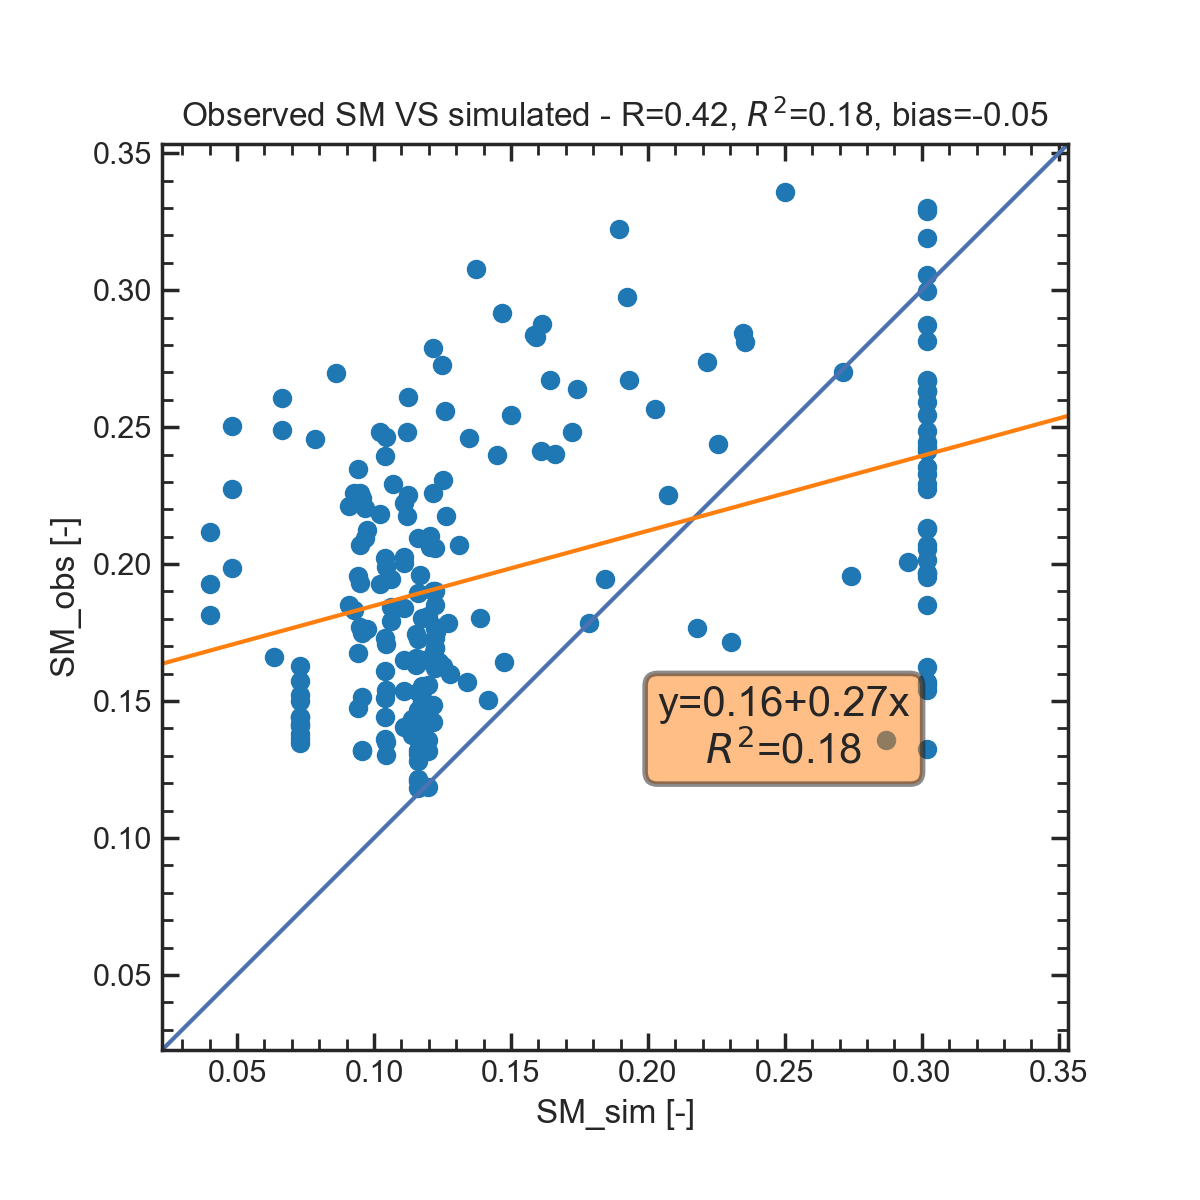 Observed SM VS simulated - R=0.42, R²=0.18, bias=-0.05
0.35
0.30
0.25
0.20
0.15
0.10
0.05
SM_obs [-]
y=0.16+0.27x
R²=0.18
0.05 0.10 0.15 0.20 0.25 0.30 0.35
SM_sim [-]